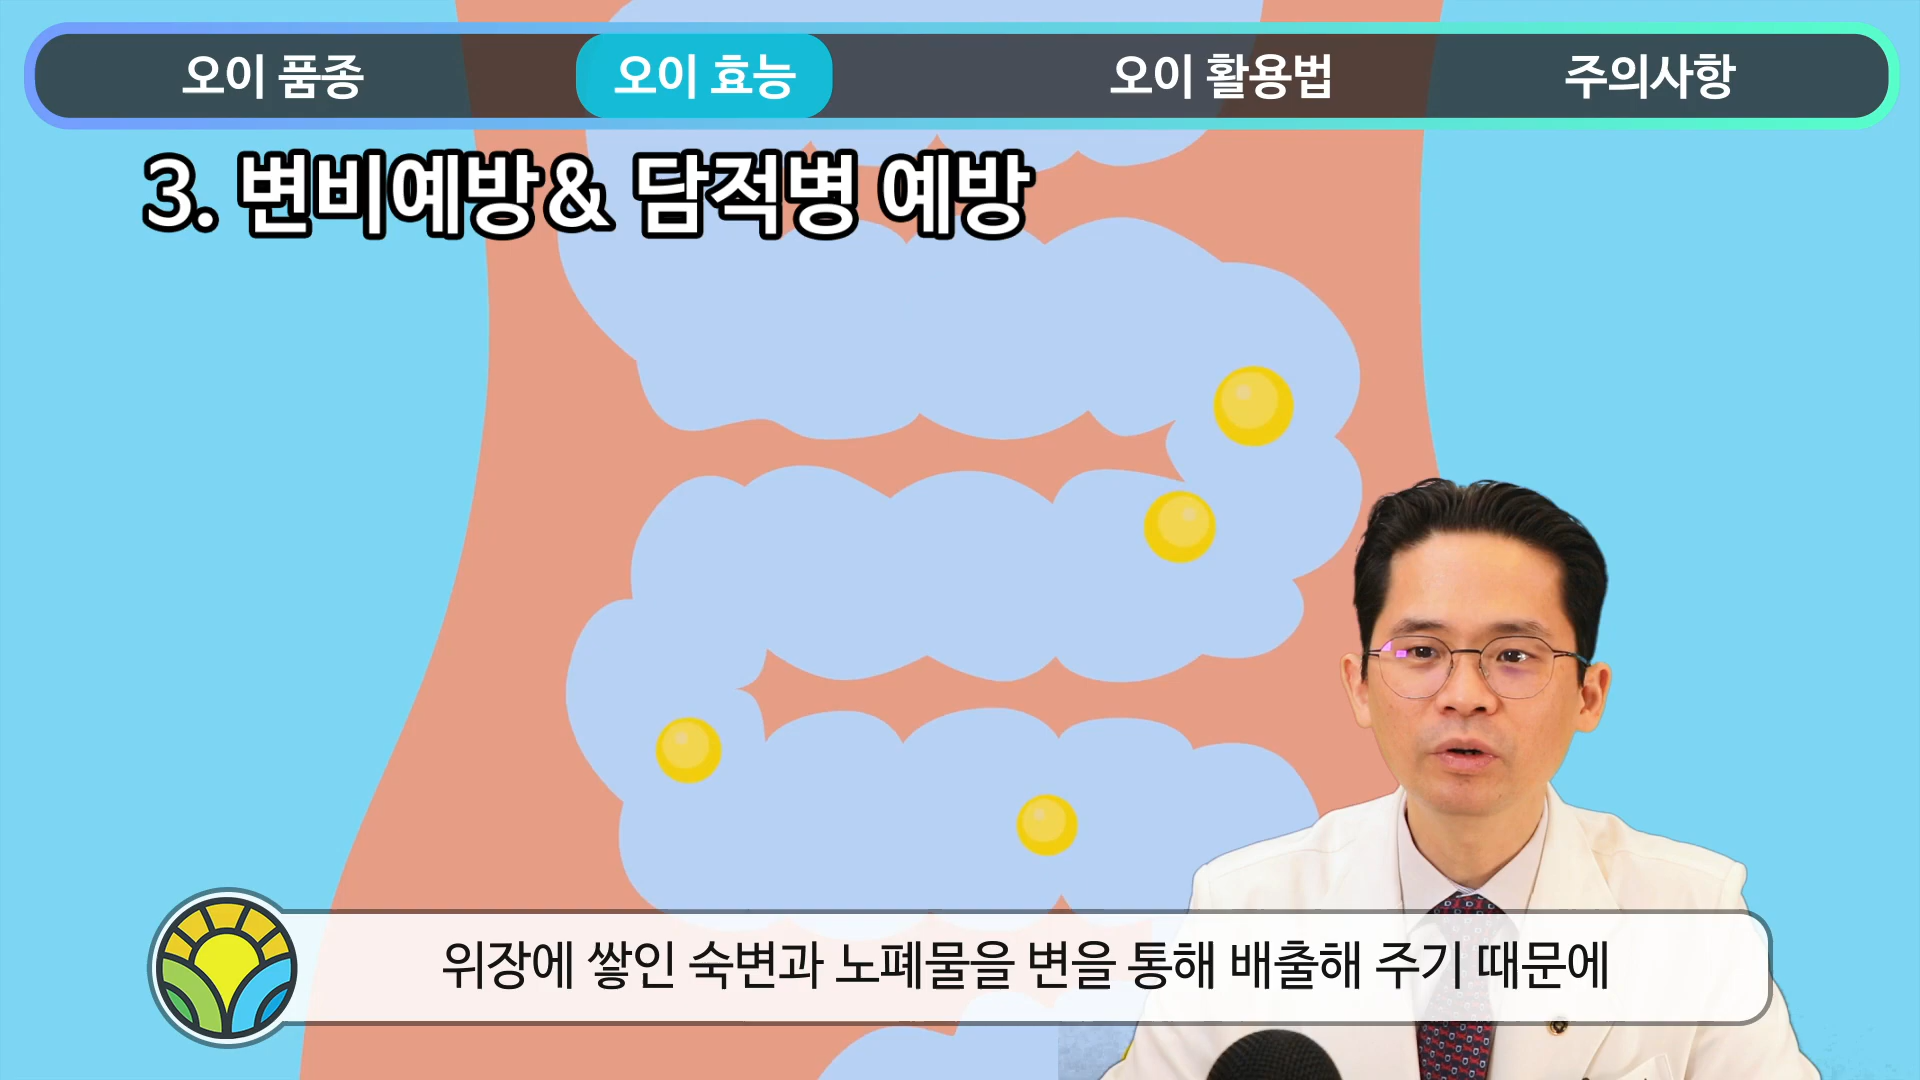 오이 품종
오이 효능
오이 활용법
주의사항
3. 변비예방& 담적병 예방
위장에 쌓인 숙변과 노폐물을 변을 통해 배출해 주기 때문에